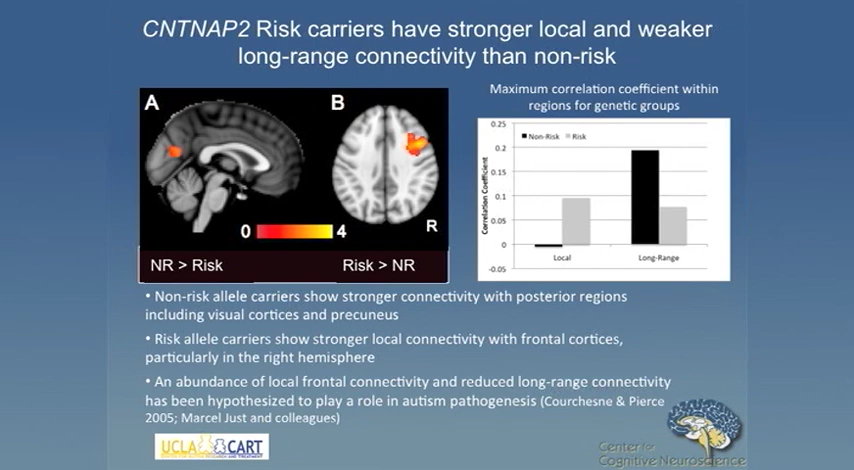 CNTNAP2 Risk carriers have stronger local and weaker
long-range connectivity than non-risk
A
B
R
0
4
NR > Risk
Risk > NR
Maximum correlation coefficient within
regions for genetic groups
0.25
0.2
0.15
0.1
0.05
0
-0.05
Correlation Coefficient
Non-Risk
Risk
Local
Long-Range
• Non-risk allele carriers show stronger connectivity with posterior regions
including visual cortices and precuneus
• Risk allele carriers show stronger local connectivity with frontal cortices,
particularly in the right hemisphere
• An abundance of local frontal connectivity and reduced long-range connectivity
has been hypothesized to play a role in autism pathogenesis (Courchesne & Pierce
2005; Marcel Just and colleagues)
UCLA CART
Center for
Cognitive Neuroscience